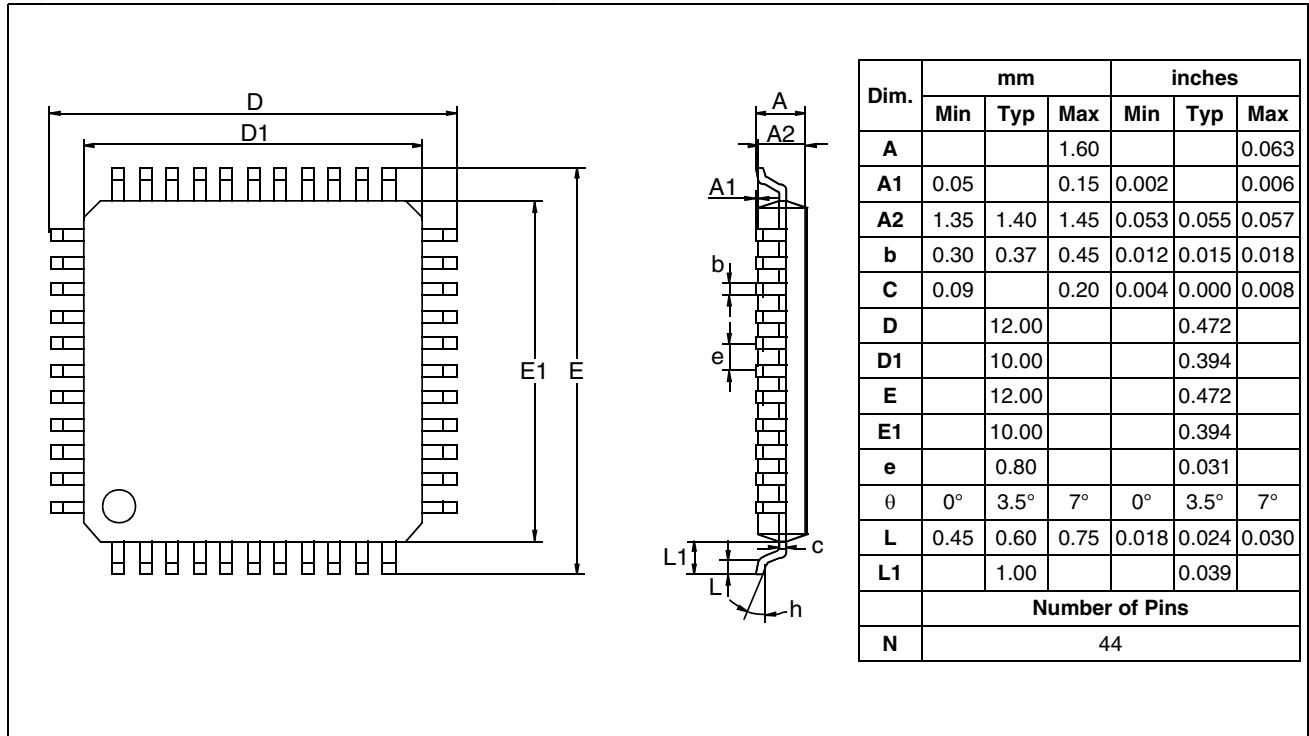 D
D1
A
A2
A1
b
e
E1 E
c
L1
L
h
Dim. mm inches
Min Typ Max Min Typ Max
A 1.60 0.063
A1 0.05 0.15 0.002 0.006
A2 1.35 1.40 1.45 0.053 0.055 0.057
b 0.30 0.37 0.45 0.012 0.015 0.018
C 0.09 0.20 0.004 0.000 0.008
D 12.00 0.472
D1 10.00 0.394
E 12.00 0.472
E1 10.00 0.394
e 0.80 0.031
θ 0° 3.5° 7° 0° 3.5° 7°
L 0.45 0.60 0.75 0.018 0.024 0.030
L1 1.00 0.039
Number of Pins
N 44